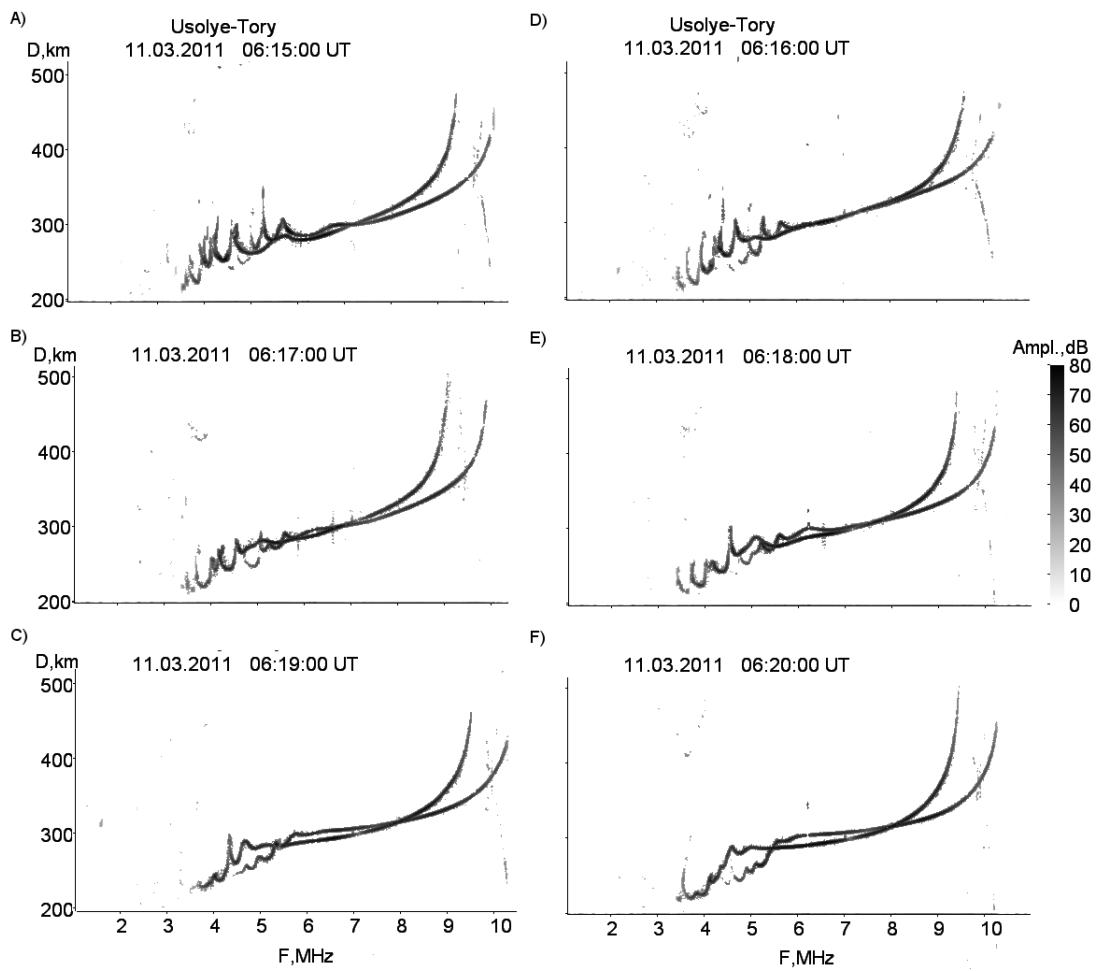 A)
Usolye-Tory
D,km 11.03.2011 06:15:00 UT
500
400
300
200
D)
Usolye-Tory
11.03.2011 06:16:00 UT
B)
D,km 11.03.2011 06:17:00 UT
500
400
300
200
E)
11.03.2011 06:18:00 UT
Ampl.,dB
80
70
60
50
40
30
20
10
0
C)
D,km 11.03.2011 06:19:00 UT
500
400
300
200
2 3 4 5 6 7 8 9 10
F,MHz
F)
11.03.2011 06:20:00 UT
2 3 4 5 6 7 8 9 10
F,MHz